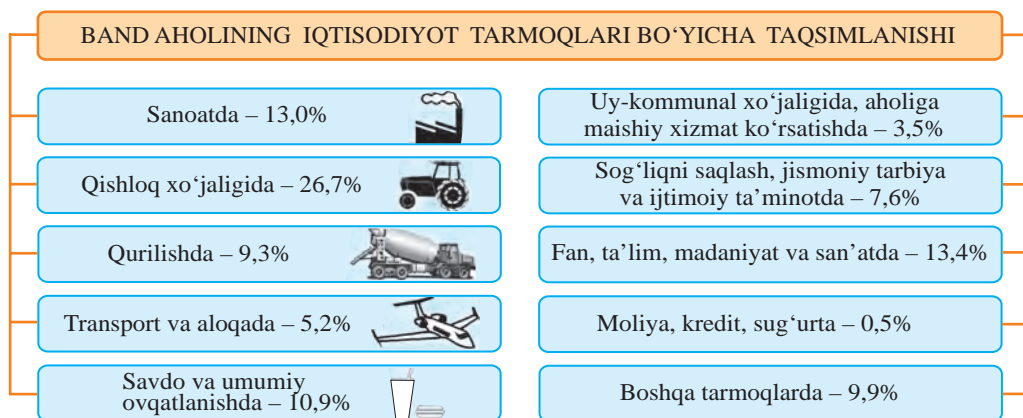 BAND AHOLINING IQTISODIYOT TARMOQLARI BO‘YICHA TAQSIMLANISHI
Sanoatda – 13,0%
Qishloq xo‘jaligida – 26,7%
Qurilishda – 9,3%
Transport va aloqada – 5,2%
Savdo va umumiy
ovqatlanishda – 10,9%
Uy-kommunal xo‘jaligida, aholiga
maishiy xizmat ko‘rsatishda – 3,5%
Sog‘liqni saqlash, jismoniy tarbiya
va ijtimoiy ta’minotda – 7,6%
Fan, ta’lim, madaniyat va san’atda – 13,4%
Moliya, kredit, sug‘urta – 0,5%
Boshqa tarmoqlarda – 9,9%